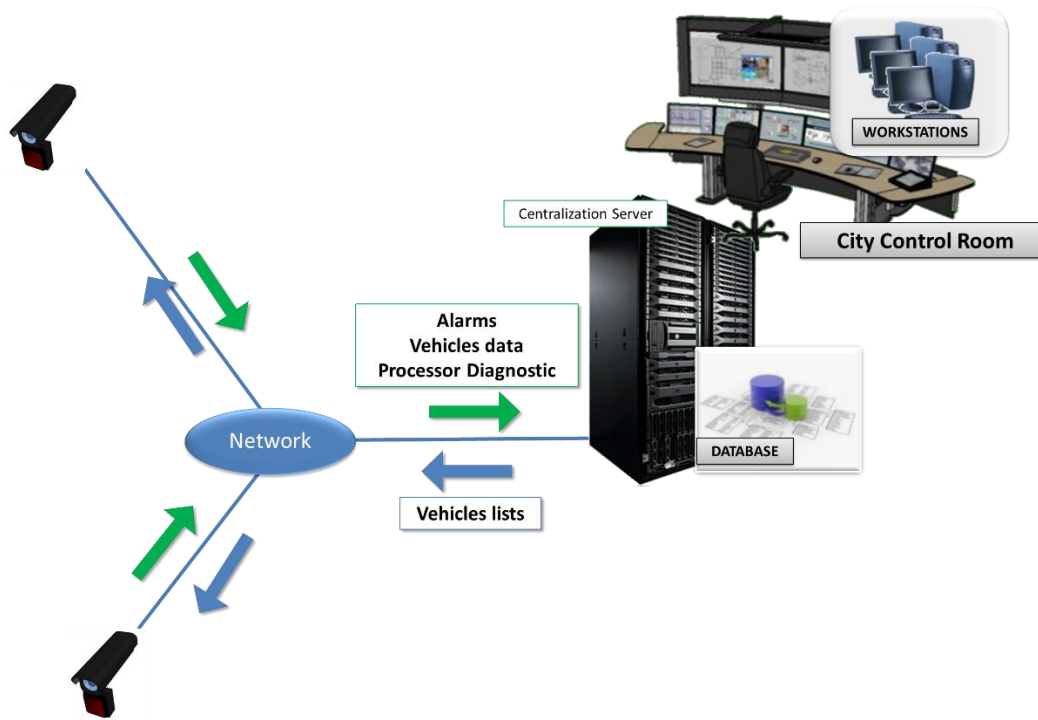 WORKSTATIONS
Centralization Server
City Control Room
Alarms
Vehicles data
Processor Diagnostic
Network
DATABASE
Vehicles lists